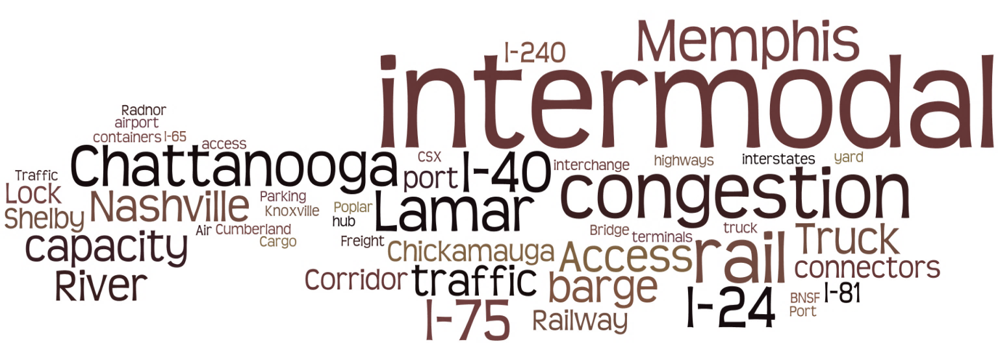 Memphis
I-240
intermodal
Radnor
airport
containers
I-65
access
Chattanooga
csx
port
I-40
interchange
highways
interstates
yard
Traffic
Lock
Shelby
Nashville
Parking
Knoxville
Poplar
hub
Lamar
congestion
Air
Cumberland
Cargo
capacity
Freight
Chickamauga
Access
Bridge
terminals
truck
rail
Truck
connectors
River
Corridor
traffic
barge
I-24
BNSF
Port
I-81
I-75
Railway